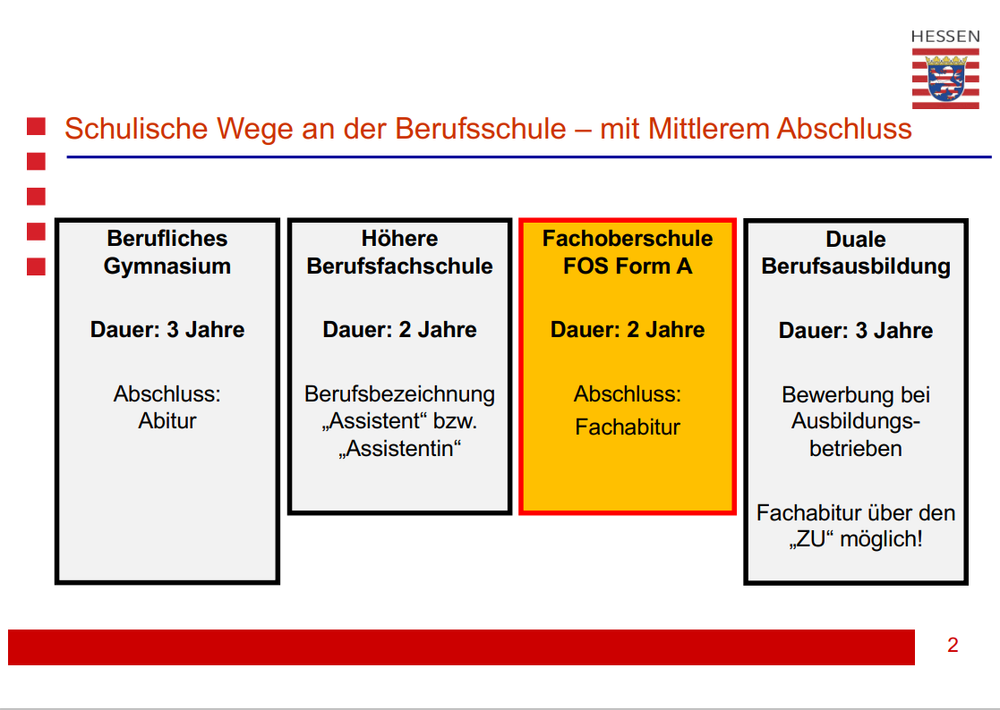 HESSEN
Schulische Wege an der Berufsschule – mit Mittlerem Abschluss
Berufliches
Gymnasium
Dauer: 3 Jahre
Abschluss:
Abitur
Höhere
Berufsfachschule
Dauer: 2 Jahre
Berufsbezeichnung
„Assistent“ bzw.
„Assistentin“
Fachoberschule
FOS Form A
Dauer: 2 Jahre
Abschluss:
Fachabitur
Duale
Berufsausbildung
Dauer: 3 Jahre
Bewerbung bei
Ausbildungs-
betrieben
Fachabitur über den
„ZU“ möglich!
2